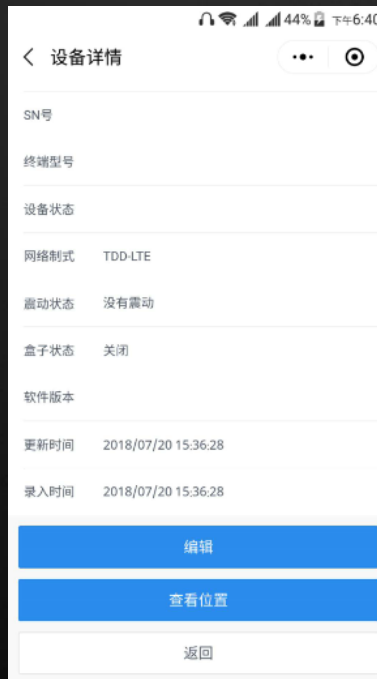 44% 下午6:40
设备详情
SN号
终端型号
设备状态
网络制式 TDD-LTE
震动状态 没有震动
盒子状态 关闭
软件版本
更新时间 2018/07/20 15:36:28
录入时间 2018/07/20 15:36:28
编辑
查看位置
返回